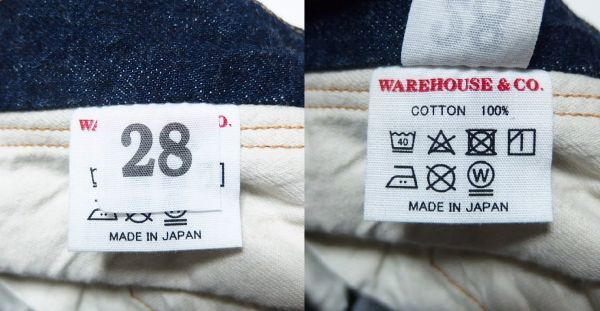 28
MADE IN JAPAN
WAREHOUSE & CO.
COTTON 100%
40
W
MADE IN JAPAN